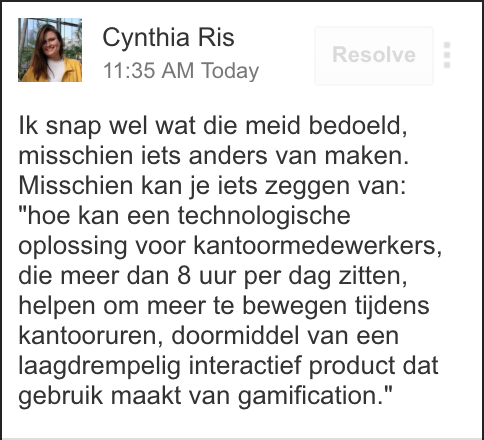 Cynthia Ris
11:35 AM Today
Resolve
Ik snap wel wat die meid bedoeld,
misschien iets anders van maken.
Misschien kan je iets zeggen van:
"hoe kan een technologische
oplossing voor kantoormedewerkers,
die meer dan 8 uur per dag zitten,
helpen om meer te bewegen tijdens
kantooruren, doormiddel van een
laagdrempelig interactief product dat
gebruik maakt van gamification."